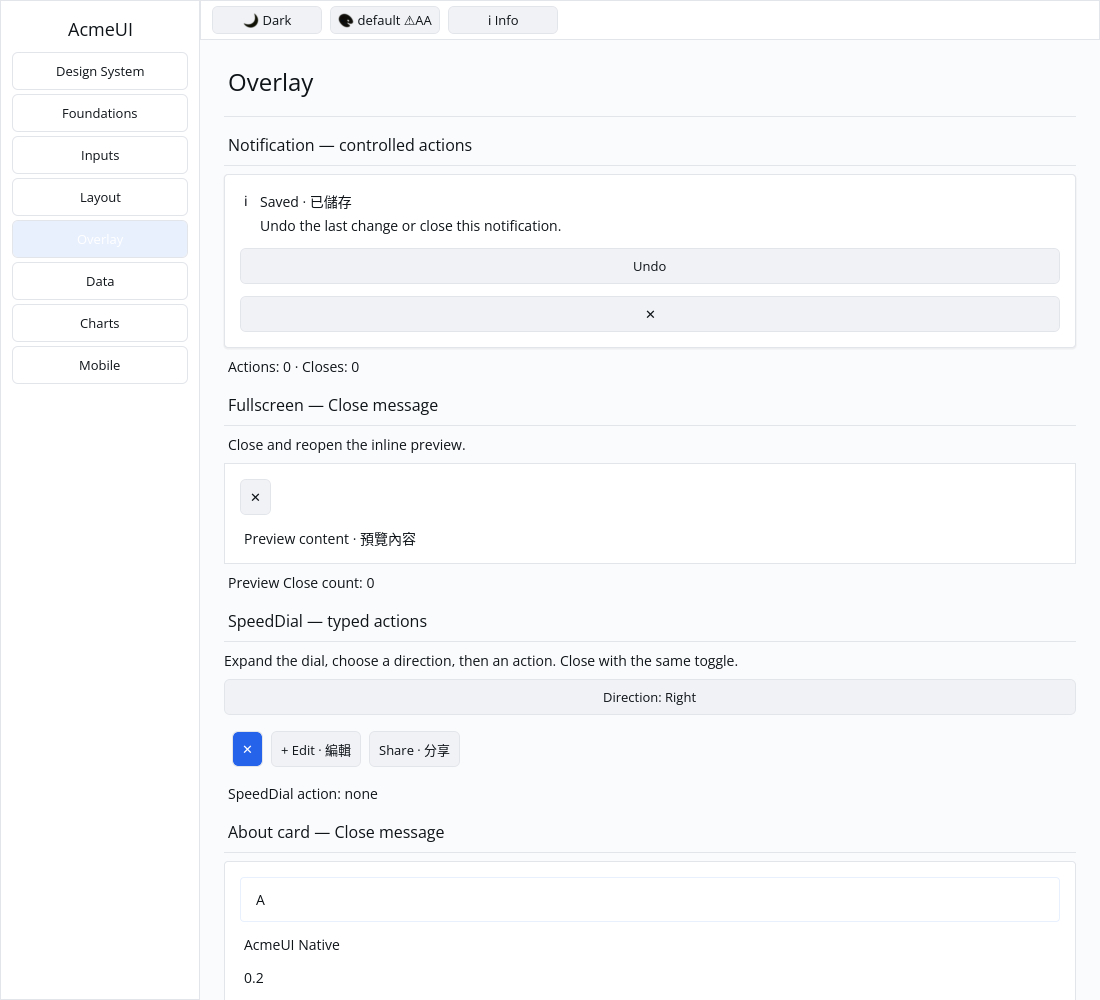 AcmeUI
Design System
Foundations
Inputs
Layout
Overlay
Data
Charts
Mobile
🌙 Dark
default ⚠AA
i Info
Overlay
Notification — controlled actions
i Saved · 已儲存
Undo the last change or close this notification.
Undo
✕
Actions: 0 · Closes: 0
Fullscreen — Close message
Close and reopen the inline preview.
✕
Preview content · 預覽內容
Preview Close count: 0
SpeedDial — typed actions
Expand the dial, choose a direction, then an action. Close with the same toggle.
Direction: Right
✕ + Edit · 編輯 Share · 分享
SpeedDial action: none
About card — Close message
A
AcmeUI Native
0.2